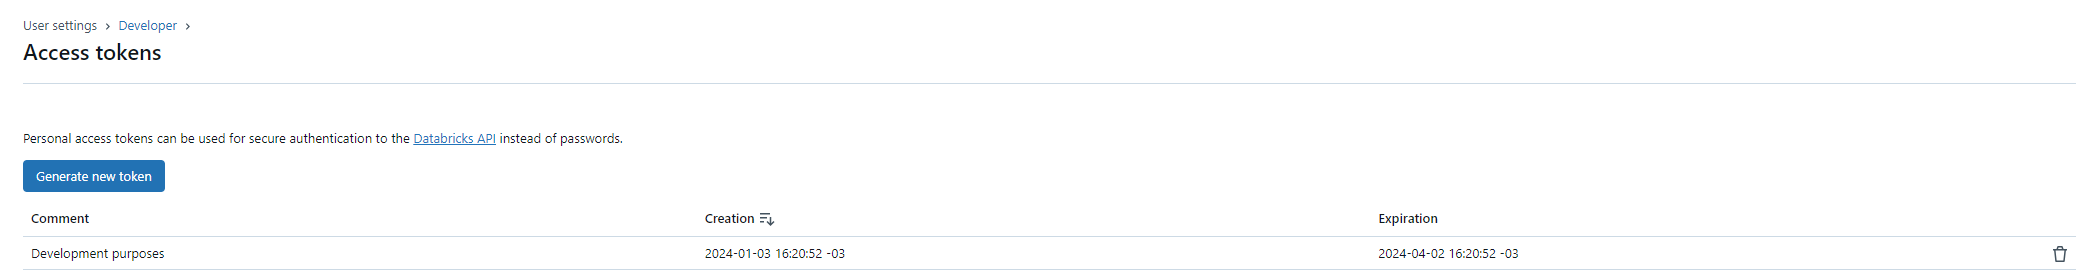 User settings > Developer >
Access tokens
Personal access tokens can be used for secure authentication to the Databricks API instead of passwords.
Generate new token
Comment Creation Expiration
Development purposes 2024-01-03 16:20:52 -03 2024-04-02 16:20:52 -03